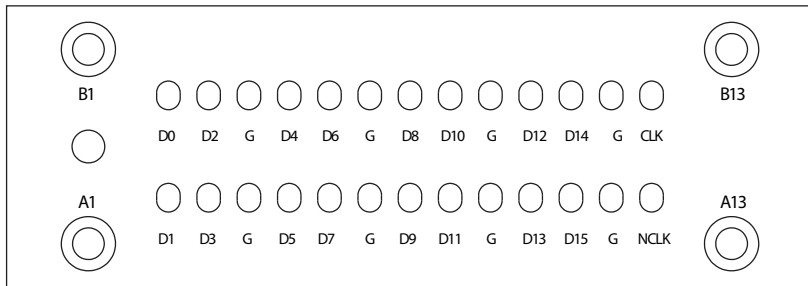 B1 B13
D0 D2 G D4 D6 G D8 D10 G D12 D14 G CLK
A1 A13
D1 D3 G D5 D7 G D9 D11 G D13 D15 G NCLK